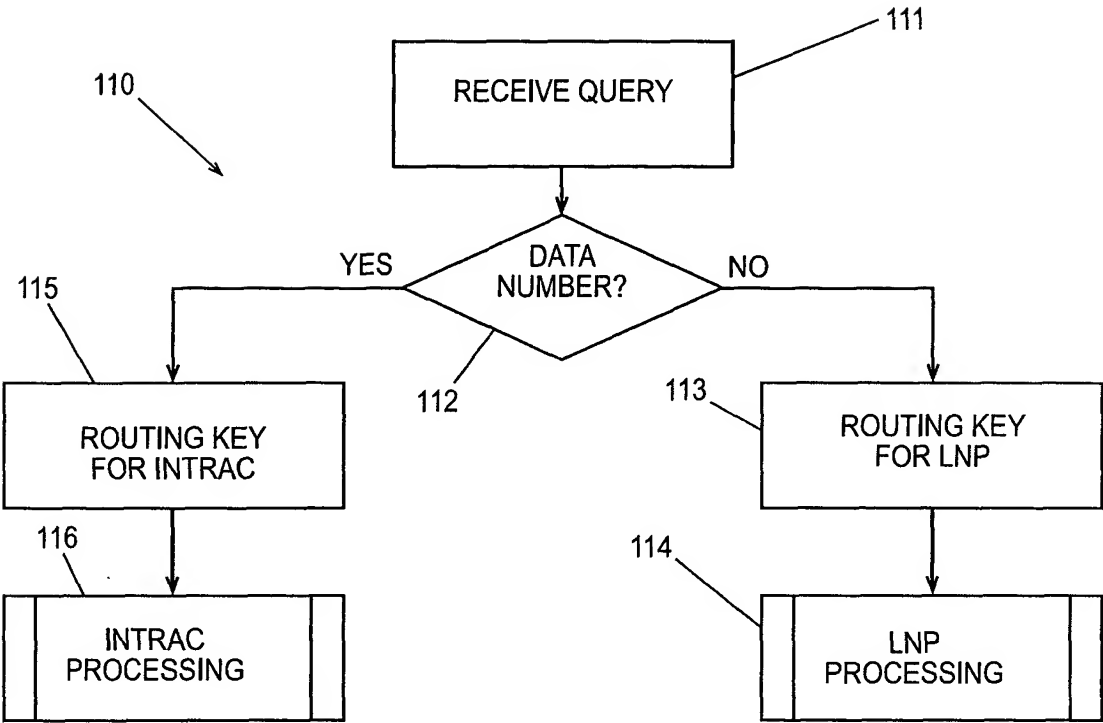 111
RECEIVE QUERY
110
YES
DATA
NUMBER?
NO
115
112
113
ROUTING KEY
FOR INTRAC
ROUTING KEY
FOR LNP
116
114
INTRAC
PROCESSING
LNP
PROCESSING